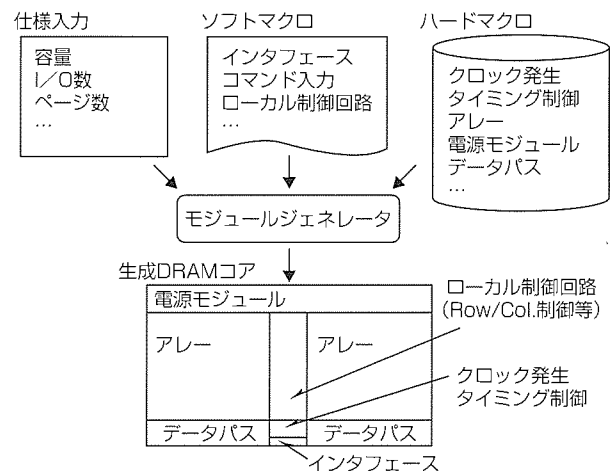 仕様入力
容量
I/O数
ページ数
…
ソフトマクロ
インタフェース
コマンド入力
ローカル制御回路
…
ハードマクロ
クロック発生
タイミング制御
アレー
電源モジュール
データパス
…
モジュールジェネレータ
生成DRAMコア
電源モジュール
アレー
アレー
データパス
データパス
ローカル制御回路
(Row/Col.制御等)
クロック発生
タイミング制御
インタフェース